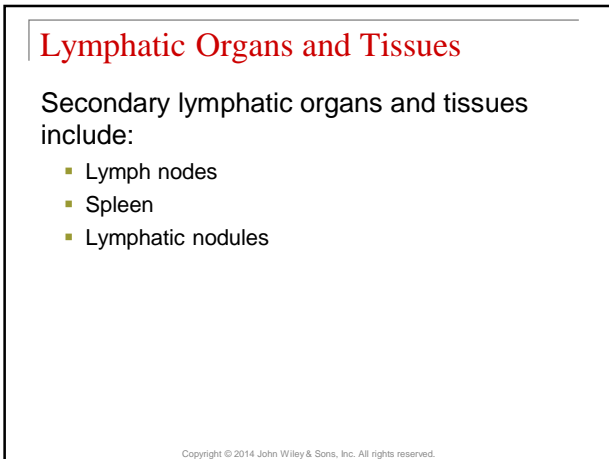 Lymphatic Organs and Tissues
Secondary lymphatic organs and tissues
include:
▪ Lymph nodes
▪ Spleen
▪ Lymphatic nodules
Copyright © 2014 John Wiley & Sons, Inc. All rights reserved.